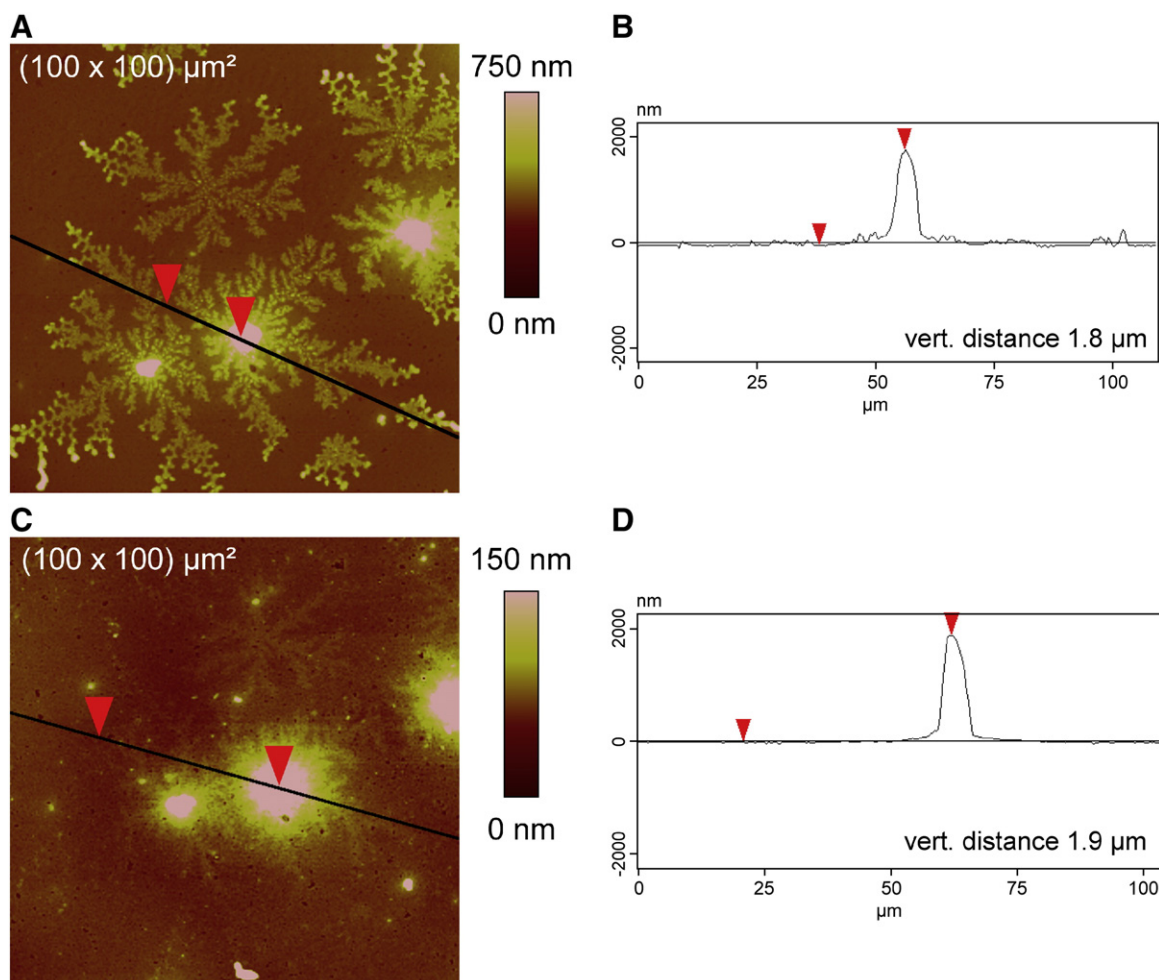 A
(100 x 100) µm²
750 nm
0 nm
B
nm
2000
0
-2000
vert. distance 1.8 µm
0 25 50 75 100
µm
C
(100 x 100) µm²
150 nm
0 nm
D
nm
2000
0
-2000
vert. distance 1.9 µm
0 25 50 75 100
µm